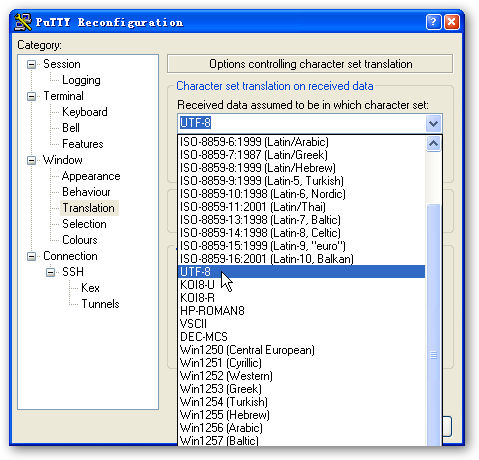 PuTTY Reconfiguration
Category:
Session
Logging
Terminal
Keyboard
Bell
Features
Window
Appearance
Behaviour
Translation
Selection
Colours
Connection
SSH
Kex
Tunnels
Options controlling character set translation
Character set translation on received data
Received data assumed to be in which character set:
UTF-8
ISO-8859-6:1999 (Latin/Arabic)
ISO-8859-7:1987 (Latin/Greek)
ISO-8859-8:1999 (Latin/Hebrew)
ISO-8859-9:1999 (Latin-5, Turkish)
ISO-8859-10:1998 (Latin-6, Nordic)
ISO-8859-11:2001 (Latin/Thai)
ISO-8859-13:1998 (Latin-7, Baltic)
ISO-8859-14:1998 (Latin-8, Celtic)
ISO-8859-15:1999 (Latin-9, "euro")
ISO-8859-16:2001 (Latin-10, Balkan)
UTF-8
KOI8-U
KOI8-R
HP-ROMAN8
VSCII
DEC-MCS
Win1250 (Central European)
Win1251 (Cyrillic)
Win1252 (Western)
Win1253 (Greek)
Win1254 (Turkish)
Win1255 (Hebrew)
Win1256 (Arabic)
Win1257 (Baltic)